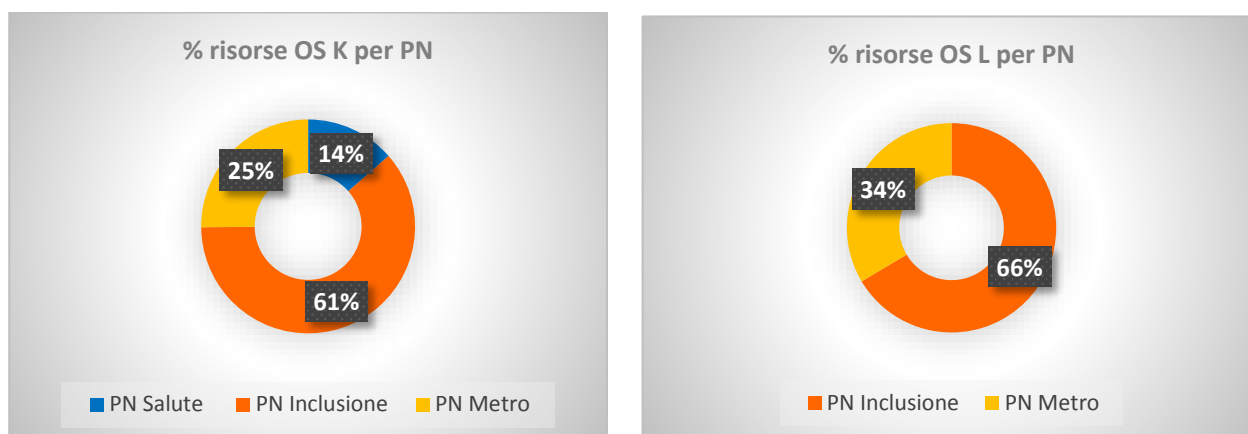 % risorse OS K per PN
14%
25%
61%
PN Salute PN Inclusione PN Metro
% risorse OS L per PN
34%
66%
PN Inclusione PN Metro